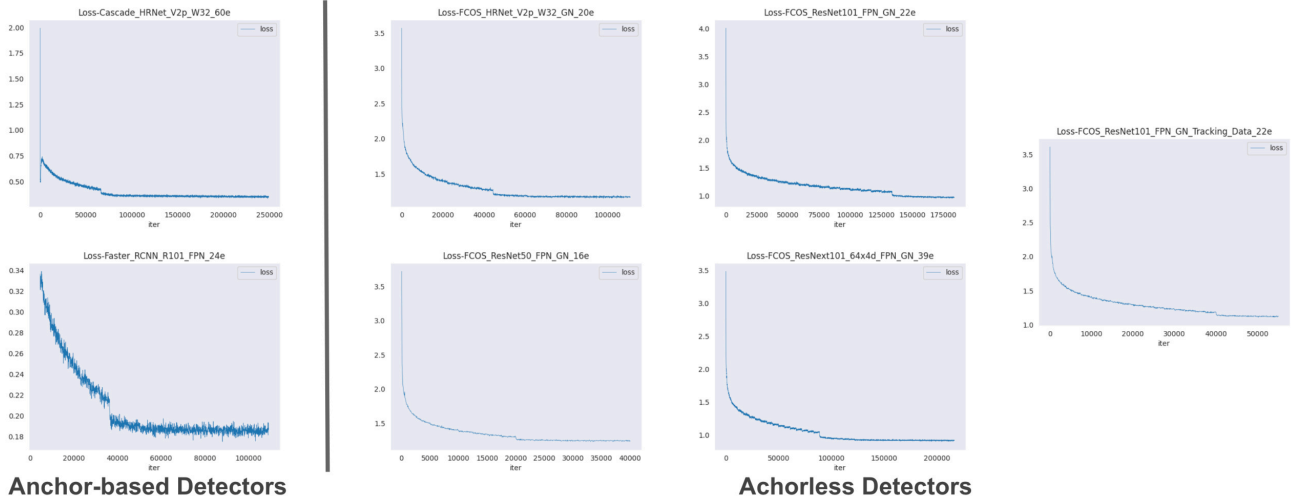 Loss-Cascade_HRNet_V2p_W32_60e
loss
2.00
1.75
1.50
1.25
1.00
0.75
0.50
0 50000 100000 150000 200000 250000
iter
Loss-Faster_RCNN_R101_FPN_24e
loss
0.34
0.32
0.30
0.28
0.26
0.24
0.22
0.20
0.18
0 20000 40000 60000 80000 100000
iter
Anchor-based Detectors
Loss-FCOS_HRNet_V2p_W32_GN_20e
loss
3.5
3.0
2.5
2.0
1.5
0 20000 40000 60000 80000 100000
iter
Loss-FCOS_ResNet101_FPN_GN_22e
loss
4.0
3.5
3.0
2.5
2.0
1.5
1.0
0 25000 50000 75000 100000 125000 150000 175000
iter
Loss-FCOS_ResNet50_FPN_GN_16e
loss
3.5
3.0
2.5
2.0
1.5
0 5000 10000 15000 20000 25000 30000 35000 40000
iter
Loss-FCOS_ResNext101_64x4d_FPN_GN_39e
loss
3.5
3.0
2.5
2.0
1.5
1.0
0 50000 100000 150000 200000
iter
Loss-FCOS_ResNet101_FPN_GN_Tracking_Data_22e
loss
3.5
3.0
2.5
2.0
1.5
1.0
0 10000 20000 30000 40000 50000
iter
Achorless Detectors